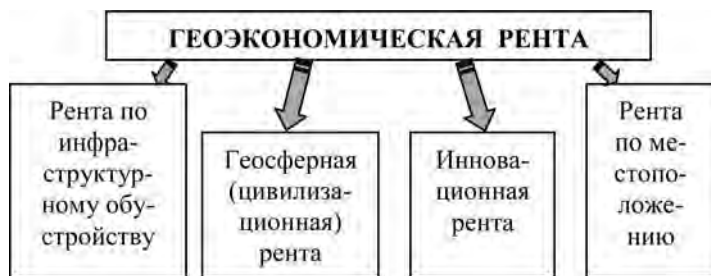 ГЕОЭКОНОМИЧЕСКАЯ РЕНТА
Рента по
инфра-
структур-
ному обу-
стройству
Геосферная
(цивилиза-
ционная)
рента
Иннова-
ционная
рента
Рента
по ме-
стопо-
ложе-
нию